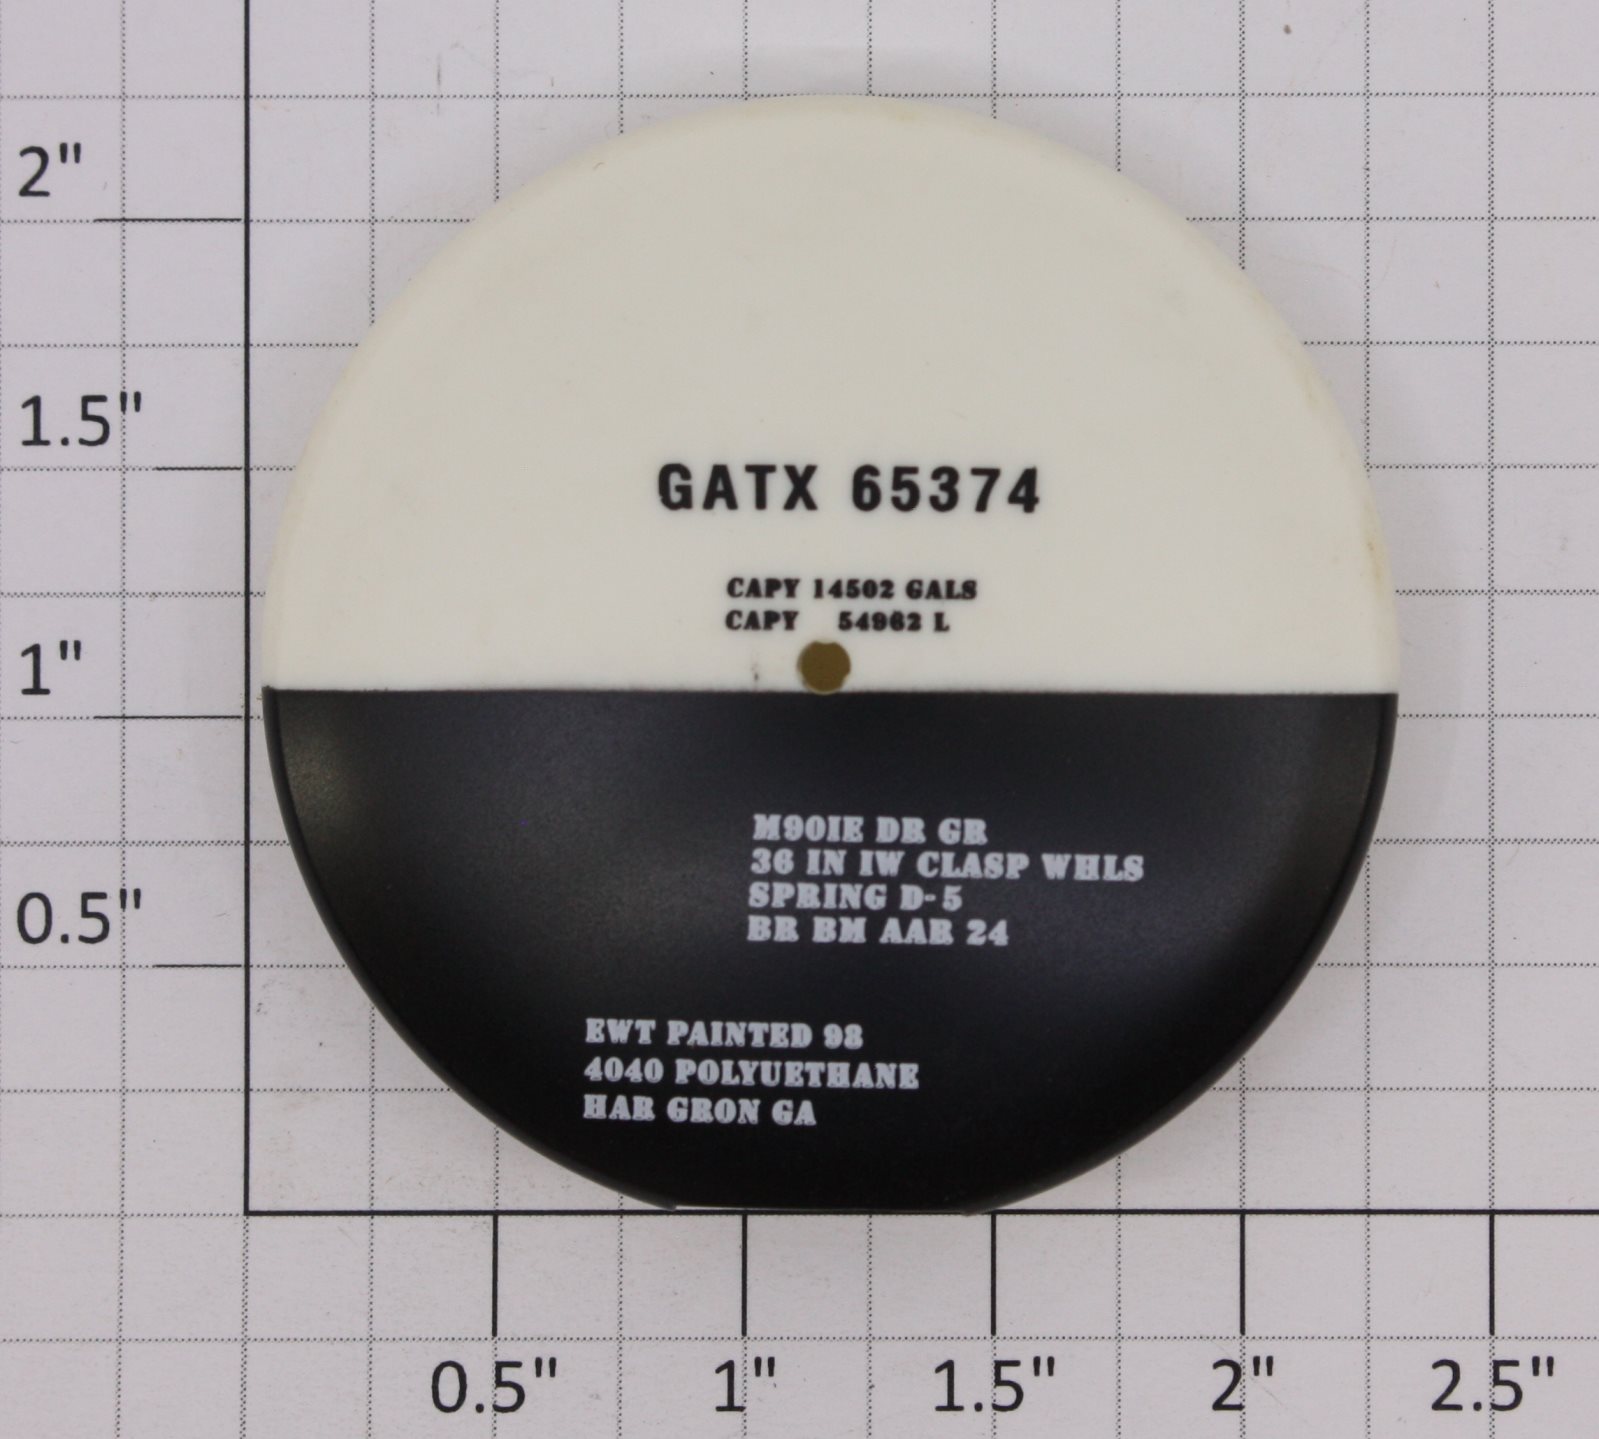 2"
1.5"
1"
0.5"
GATX 65374
CAPY 14502 GALS
CAPY 54962 L
M90IE DR GR
36 IN IW CLASP WHLS
SPRING D-5
BR BM AAR 24
EWT PAINTED 98
4040 POLYUETHANE
HAR GRON GA
0.5" 1" 1.5" 2" 2.5"